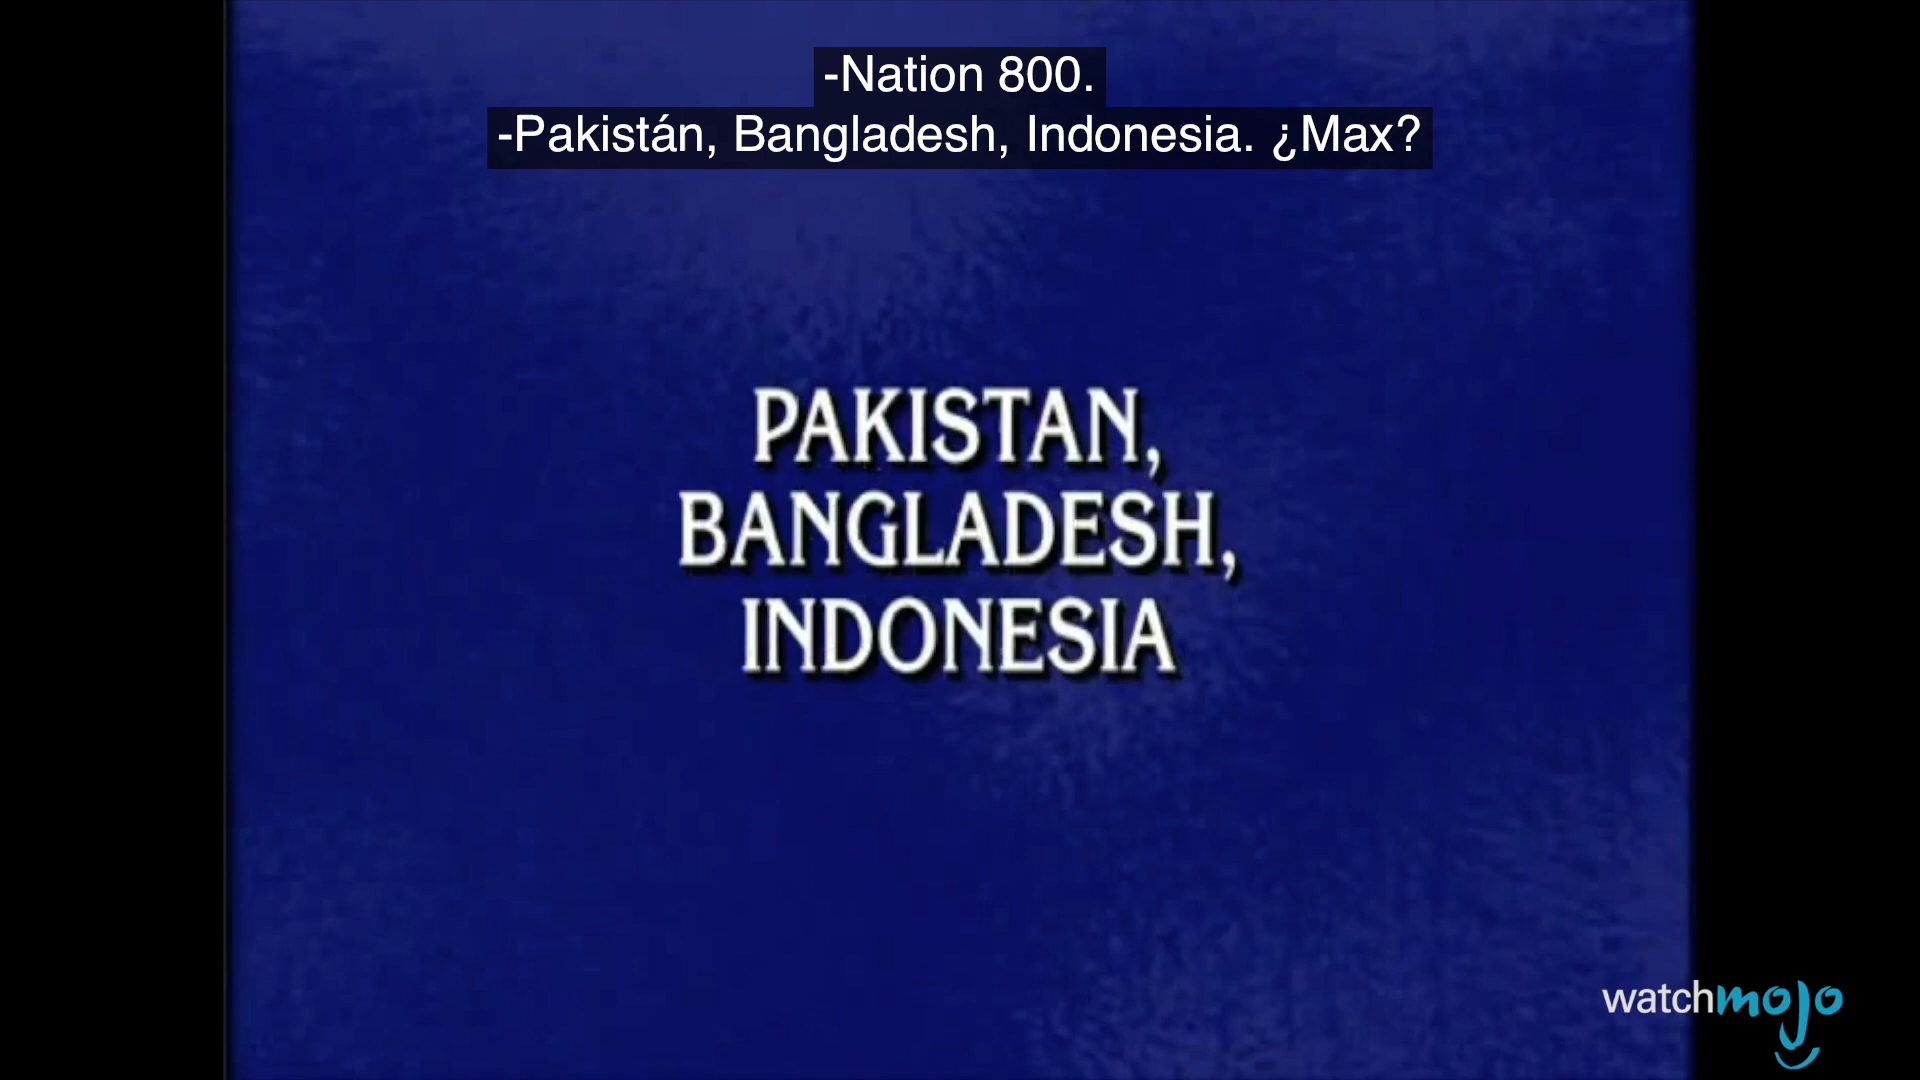 -Nation 800.
-Pakistán, Bangladesh, Indonesia. ¿Max?
PAKISTAN,
BANGLADESH,
INDONESIA
watchmojo